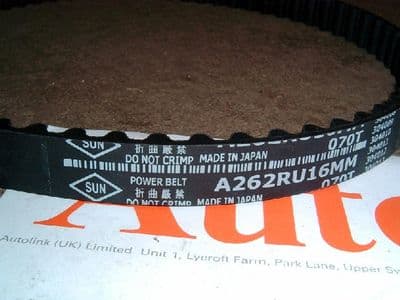 SUN
折曲厳禁
070T
DO NOT CRIMP MADE IN JAPAN
SUN
POWER BELT
A262RU16MM
折曲厳禁
070T
DO NOT CRIMP MADE IN JAPAN
Auto
Autolink (UK) Limited Unit 1, Lycroft Farm, Park Lane, Upper Sw